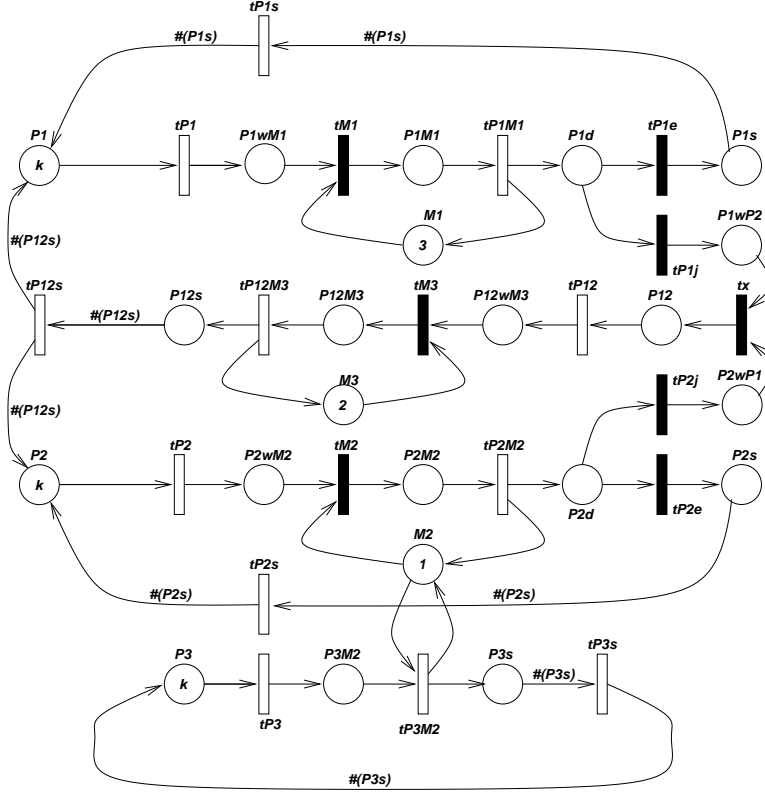 tP1s
#(P1s) #(P1s)
P1 tP1 P1wM1 tM1 P1M1 tP1M1 P1d tP1e P1s
k
M1 P1wP2
3
#(P12s) tP1j
tP12s P12s tP12M3 P12M3 tM3 P12wM3 tP12 P12 tx
#(P12s)
M3 tP2j P2wP1
2
#(P12s)
P2 tP2 P2wM2 tM2 P2M2 tP2M2 P2s
k
P2d tP2e
M2
1
tP2s
#(P2s) #(P2s)
P3 P3M2 P3s tP3s
#(P3s)
k
tP3 tP3M2
#(P3s)